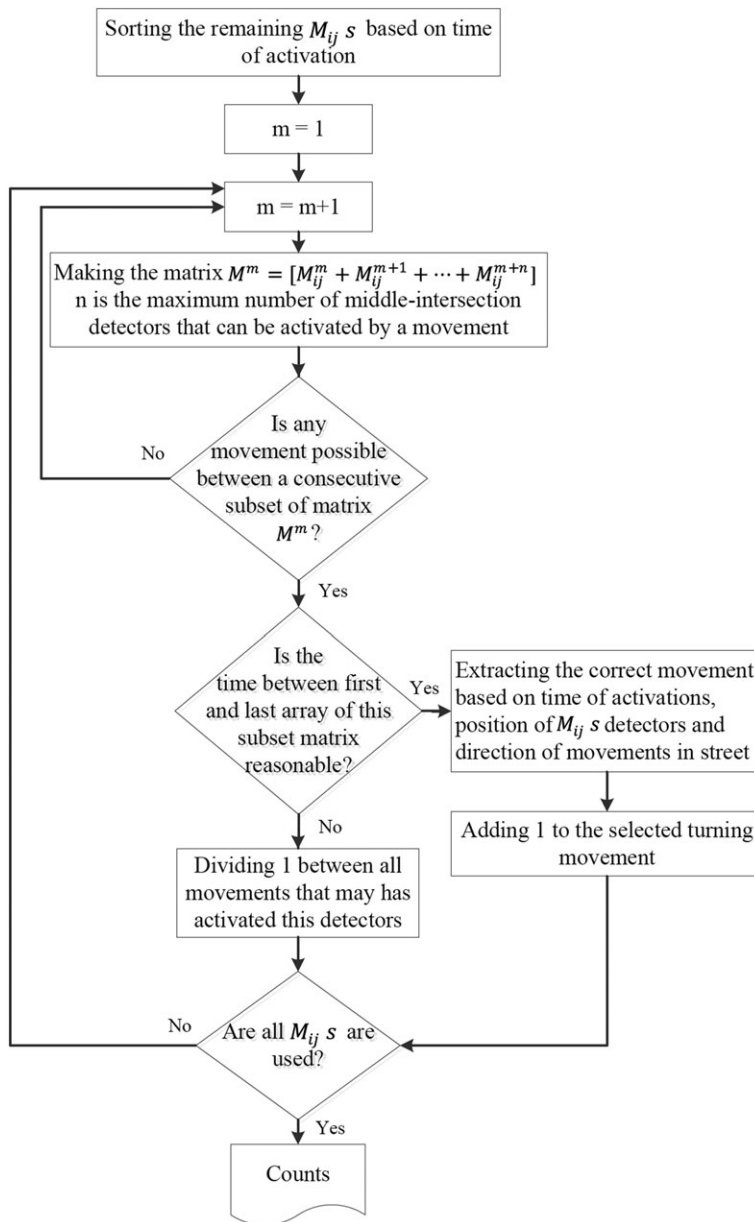 Sorting the remaining M_{ij} s based on time
of activation
m = 1
m = m+1
Making the matrix M^m = [M_{ij}^m + M_{ij}^{m+1} + ⋯ + M_{ij}^{m+n}]
n is the maximum number of middle-intersection
detectors that can be activated by a movement
Is any
movement possible
between a consecutive
subset of matrix
M^m ?
No
Yes
Is the
time between first
and last array of this
subset matrix
reasonable?
Yes
Extracting the correct movement
based on time of activations,
position of M_{ij} s detectors and
direction of movements in street
No
Adding 1 to the selected turning
movement
Dividing 1 between all
movements that may has
activated this detectors
No
Are all M_{ij} s are
used?
Yes
Counts